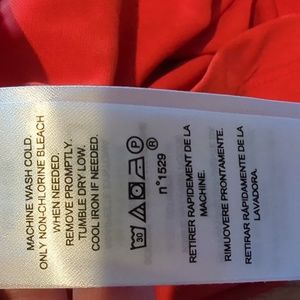 MACHINE WASH COLD.
ONLY NON-CHLORINE BLEACH
WHEN NEEDED.
REMOVE PROMPTLY.
TUMBLE DRY LOW.
COOL IRON IF NEEDED.
30 P
n°1529
RETIRER RAPIDEMENT DE LA
MACHINE.
RIMUOVERE PRONTAMENTE.
RETIRAR RÁPIDAMENTE DE LA
LAVADORA.